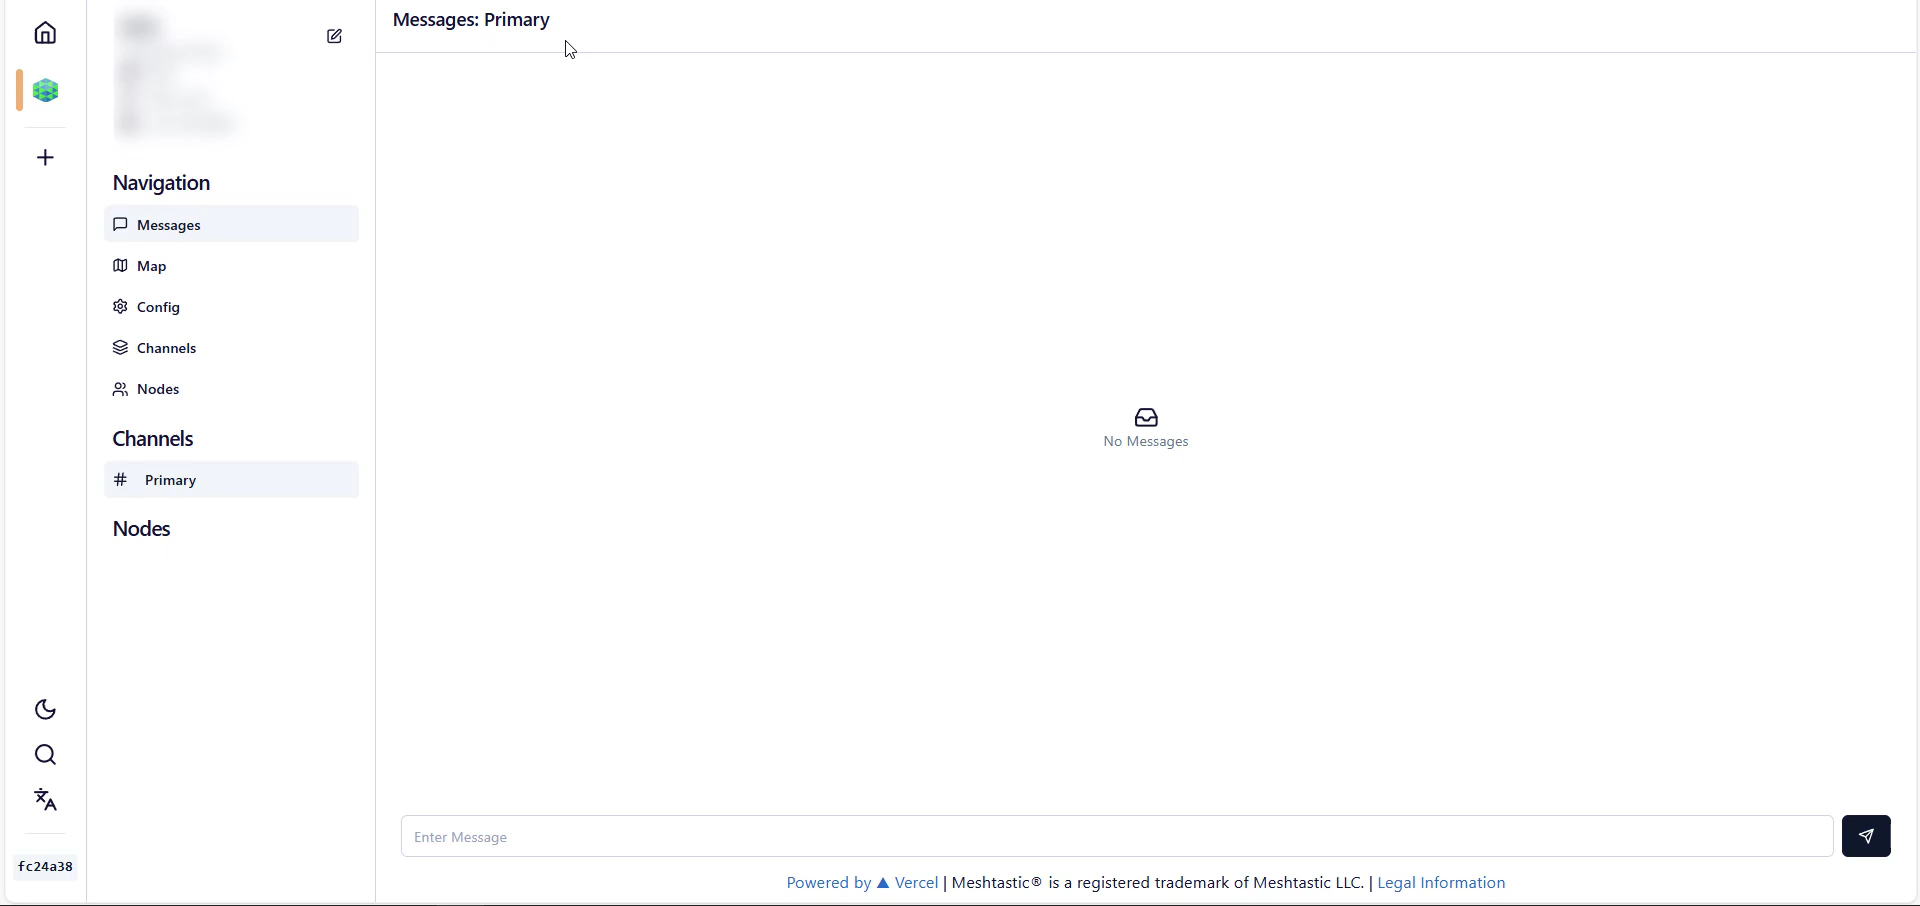 Messages: Primary
Navigation
Messages
Map
Config
Channels
Nodes
Channels
# Primary
Nodes
No Messages
Enter Message
fc24a38
Powered by ▲ Vercel | Meshtastic® is a registered trademark of Meshtastic LLC. | Legal Information